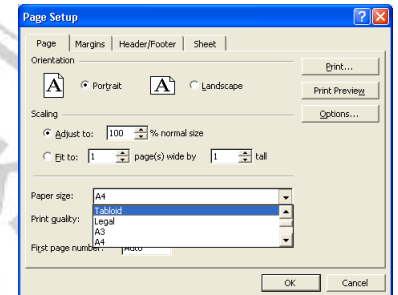 Page Setup
Page Margins Header/Footer Sheet
Orientation
A Portrait A Landscape
Print...
Print Preview
Options...
Scaling
Adjust to: 100 % normal size
Fit to: 1 page(s) wide by 1 tall
Paper size: A4
Tabloid
Legal
A3
A4
Print quality:
First page number: Auto
OK Cancel